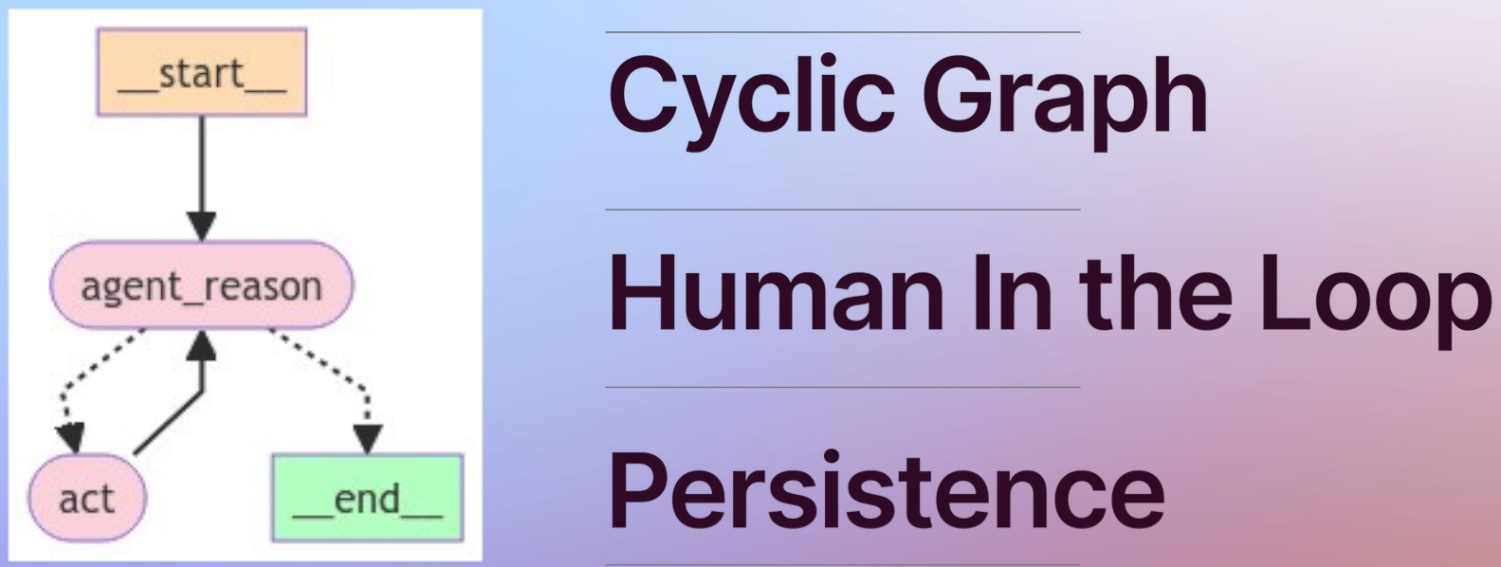 __start__
agent_reason
act
__end__
Cyclic Graph
Human In the Loop
Persistence